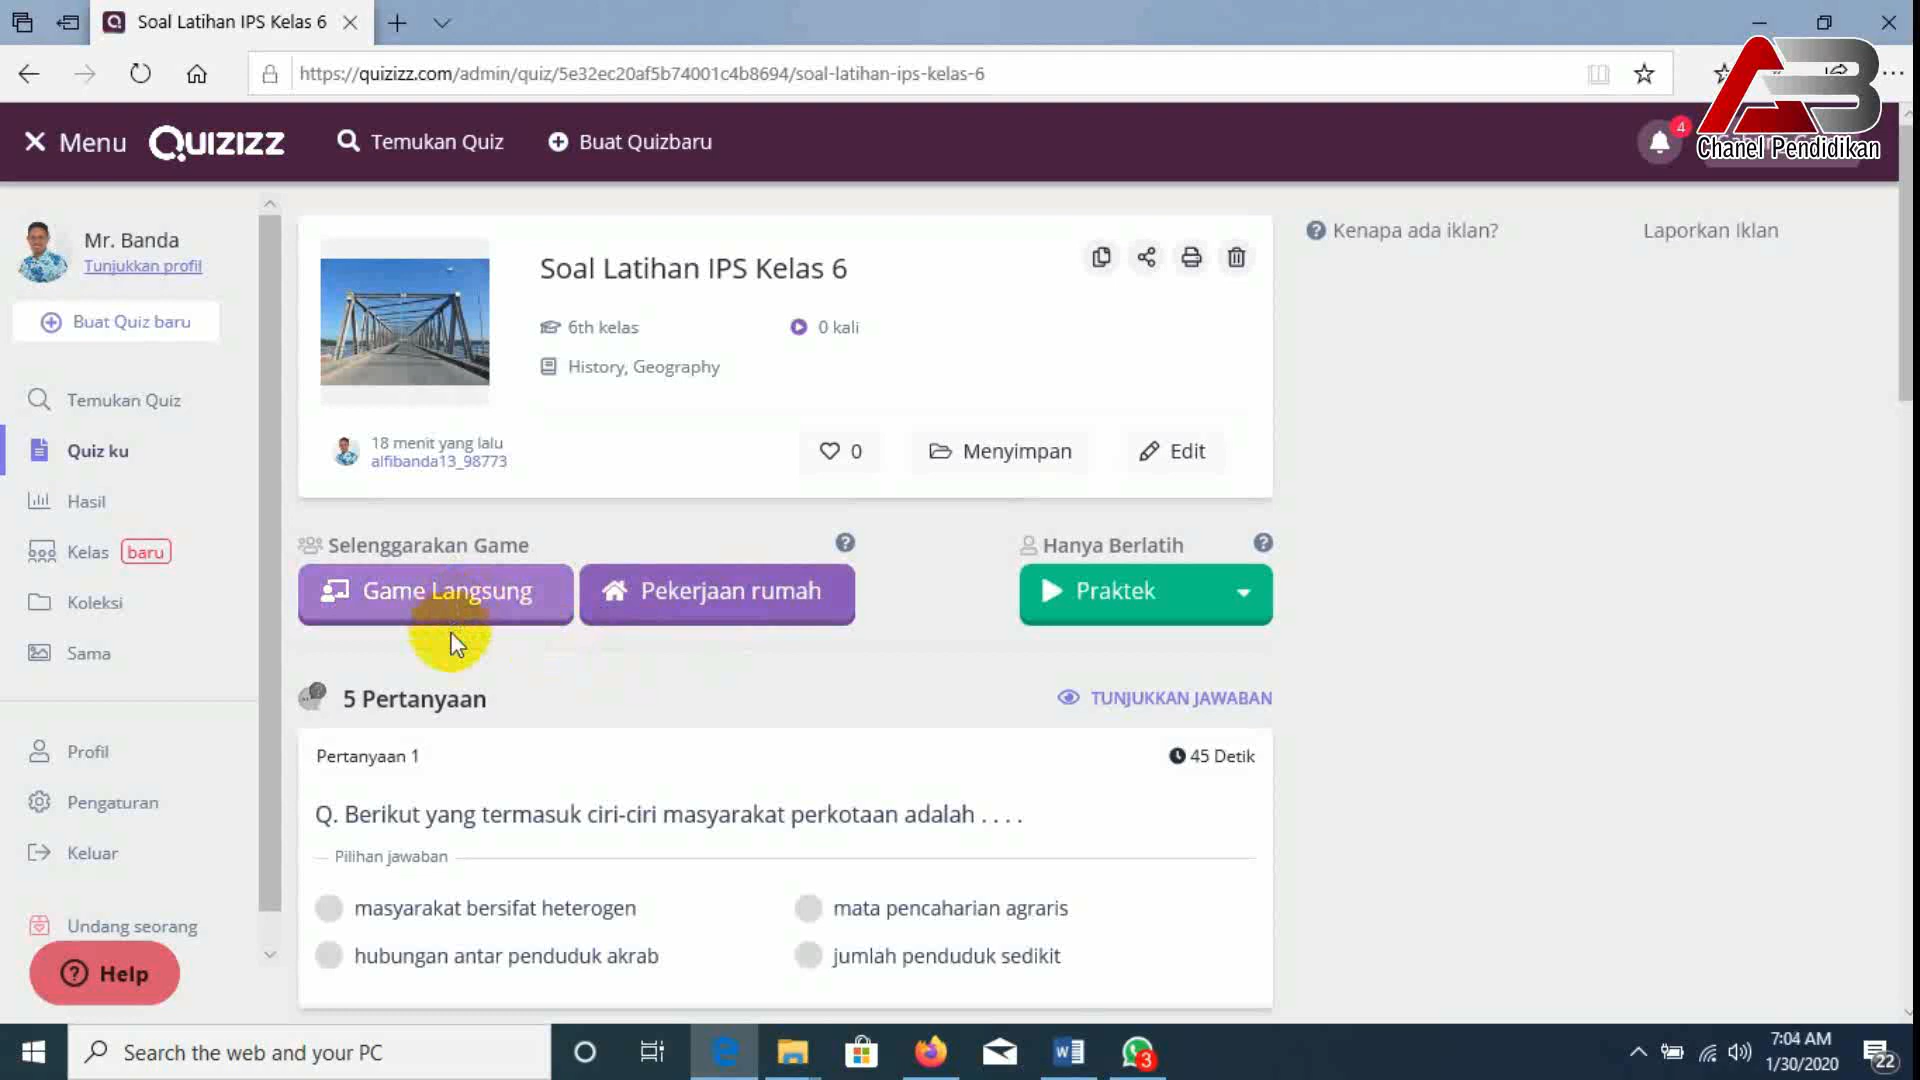 Soal Latihan IPS Kelas 6
https://quizizz.com/admin/quiz/5e32ec20af5b74001c4b8694/soal-latihan-ips-kelas-6
Menu QUIZIZZ Temukan Quiz Buat Quizbaru
4
AB
Chanel Pendidikan
Mr. Banda
Tunjukkan profil
Buat Quiz baru
Temukan Quiz
Quiz ku
Hasil
Kelas baru
Koleksi
Sama
Profil
Pengaturan
Keluar
Undang seorang
Help
Soal Latihan IPS Kelas 6
6th kelas 0 kali
History, Geography
18 menit yang lalu
alfibanda13_98773
0 Menyimpan Edit
Kenapa ada iklan? Laporkan Iklan
Selenggarakan Game Hanya Berlatih
Game Langsung Pekerjaan rumah Praktek
5 Pertanyaan TUNJUKKAN JAWABAN
Pertanyaan 1 45 Detik
Q. Berikut yang termasuk ciri-ciri masyarakat perkotaan adalah . . . .
Pilihan jawaban
masyarakat bersifat heterogen mata pencaharian agraris
hubungan antar penduduk akrab jumlah penduduk sedikit
Search the web and your PC
3
7:04 AM
1/30/2020
22